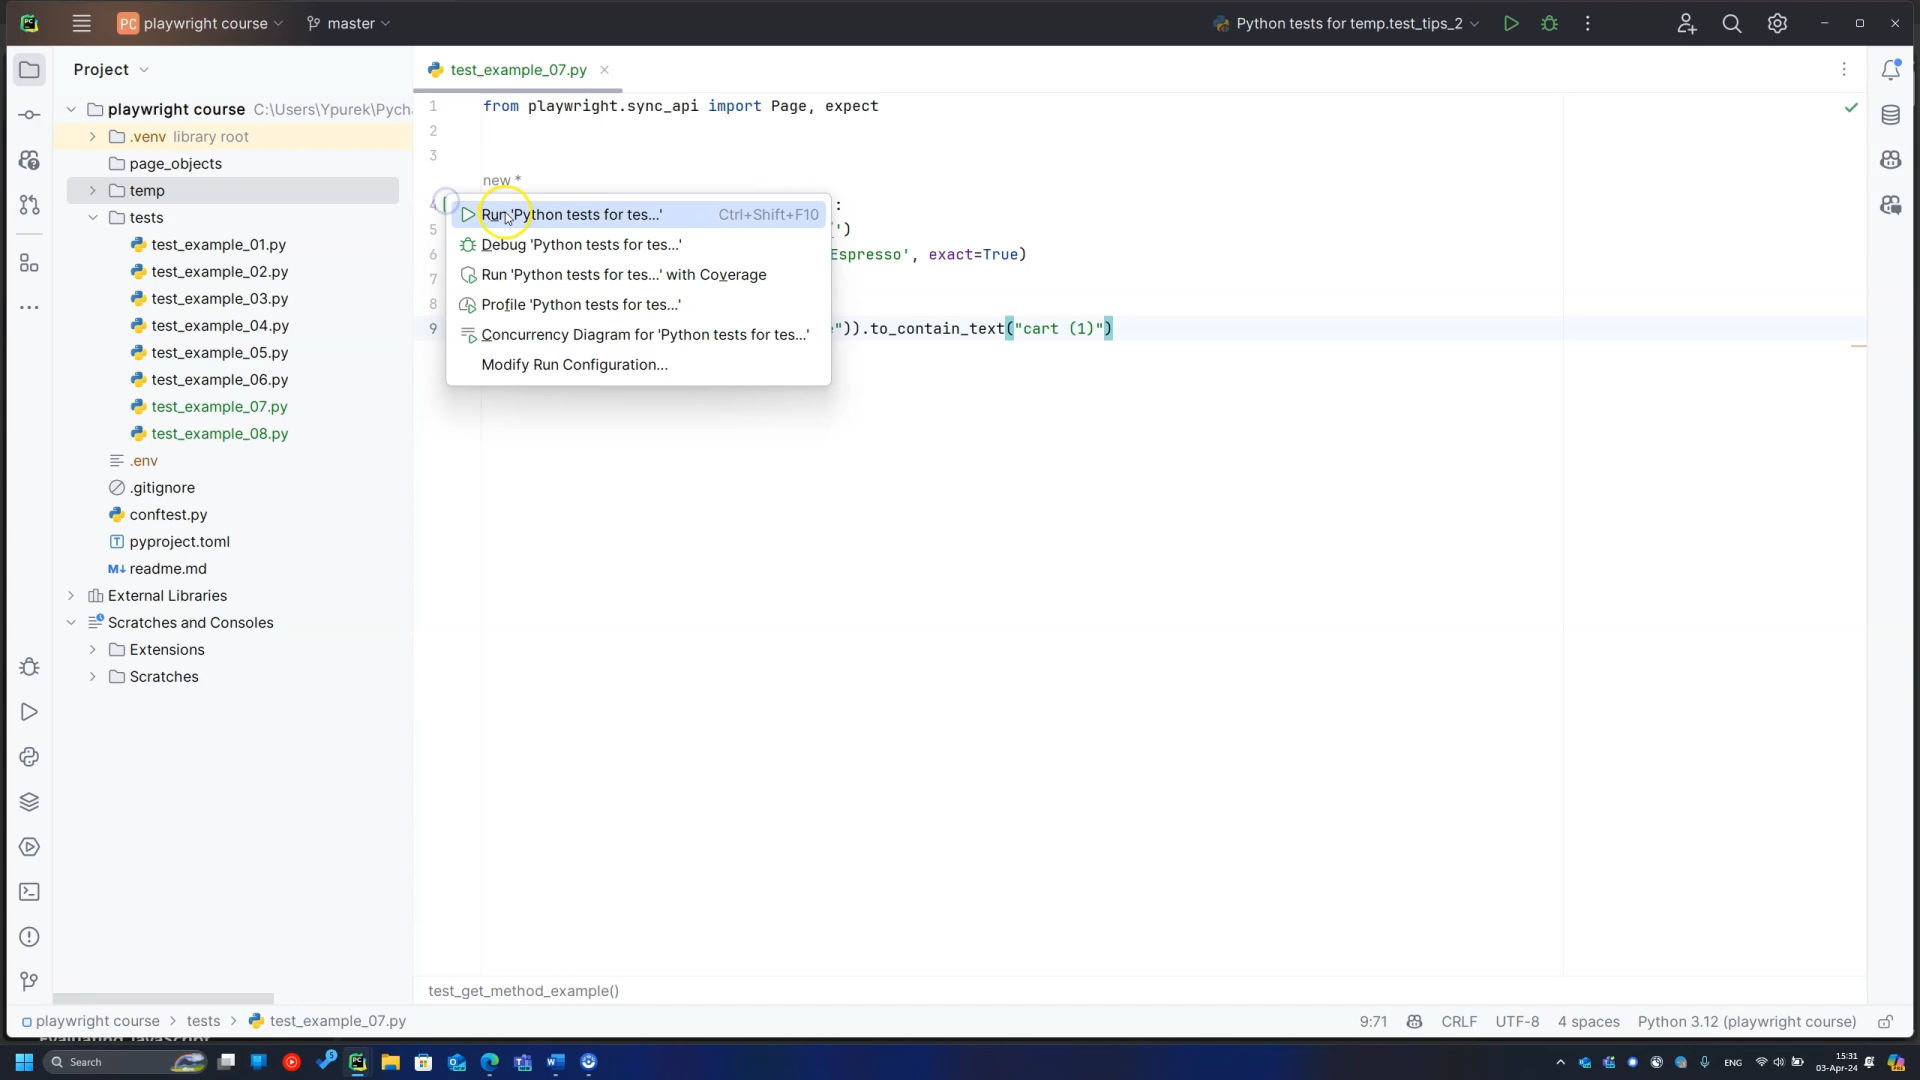 PC playwright course
master
Python tests for temp.test_tips_2
Project
test_example_07.py
playwright course C:\Users\Ypurek\Pych
.venv library root
page_objects
temp
tests
test_example_01.py
test_example_02.py
test_example_03.py
test_example_04.py
test_example_05.py
test_example_06.py
test_example_07.py
test_example_08.py
.env
.gitignore
conftest.py
pyproject.toml
readme.md
External Libraries
Scratches and Consoles
Extensions
Scratches
1 from playwright.sync_api import Page, expect
2
3
new *
4 :
5 ')
6 Espresso', exact=True)
7
8
9 ")).to_contain_text("cart (1)")
Run 'Python tests for tes...' Ctrl+Shift+F10
Debug 'Python tests for tes...'
Run 'Python tests for tes...' with Coverage
Profile 'Python tests for tes...'
Concurrency Diagram for 'Python tests for tes...'
Modify Run Configuration...
test_get_method_example()
playwright course > tests > test_example_07.py
9:71 CRLF UTF-8 4 spaces Python 3.12 (playwright course)
Search
5
ENG
15:31
03-Apr-24